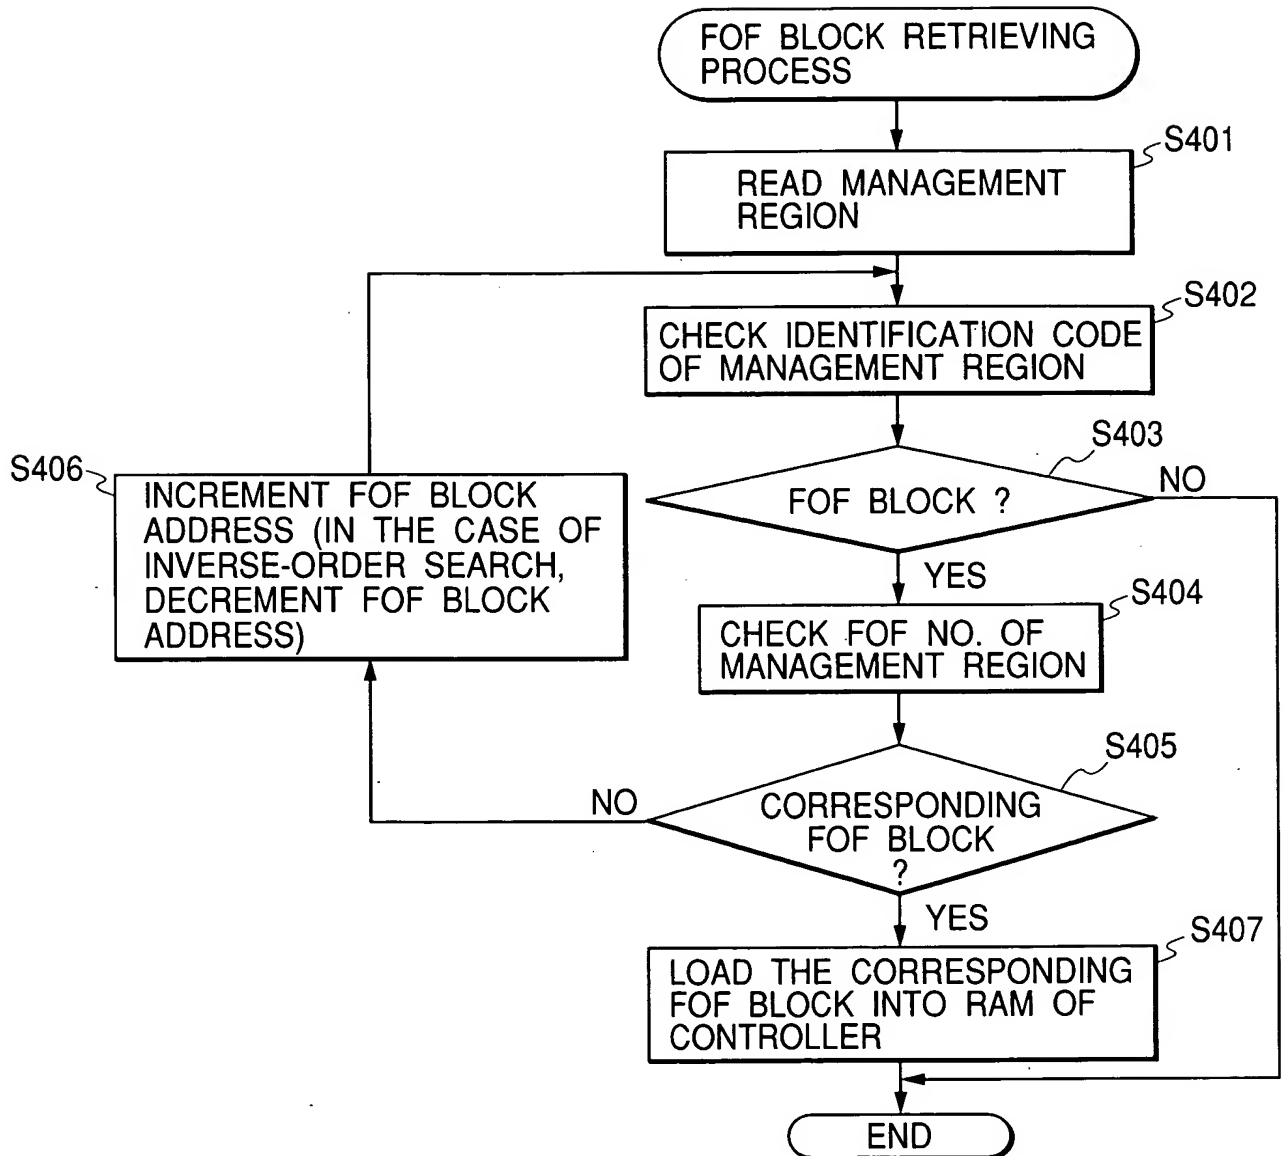 FOF BLOCK RETRIEVING
PROCESS
S401
READ MANAGEMENT
REGION
S402
CHECK IDENTIFICATION CODE
OF MANAGEMENT REGION
S403
FOF BLOCK ?
NO
YES
S406
INCREMENT FOF BLOCK
ADDRESS (IN THE CASE OF
INVERSE-ORDER SEARCH,
DECREMENT FOF BLOCK
ADDRESS)
S404
CHECK FOF NO. OF
MANAGEMENT REGION
S405
CORRESPONDING
FOF BLOCK
?
NO
YES
S407
LOAD THE CORRESPONDING
FOF BLOCK INTO RAM OF
CONTROLLER
END